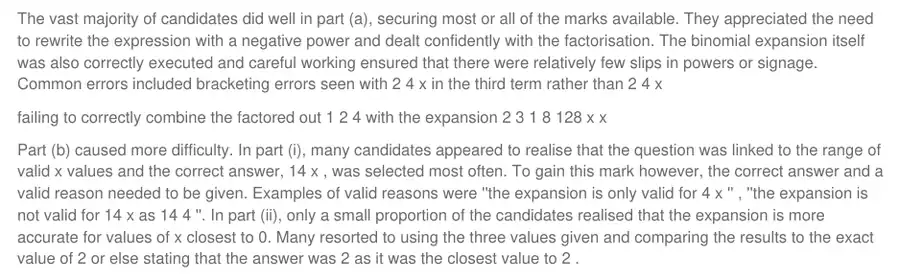 The vast majority of candidates did well in part (a), securing most or all of the marks available. They appreciated the need
to rewrite the expression with a negative power and dealt confidently with the factorisation. The binomial expansion itself
was also correctly executed and careful working ensured that there were relatively few slips in powers or signage.
Common errors included bracketing errors seen with 2 4 x in the third term rather than 2 4 x
failing to correctly combine the factored out 1 2 4 with the expansion 2 3 1 8 128 x x
Part (b) caused more difficulty. In part (i), many candidates appeared to realise that the question was linked to the range of
valid x values and the correct answer, 14 x , was selected most often. To gain this mark however, the correct answer and a
valid reason needed to be given. Examples of valid reasons were "the expansion is only valid for 4 x " , "the expansion is
not valid for 14 x as 14 4 ". In part (ii), only a small proportion of the candidates realised that the expansion is more
accurate for values of x closest to 0. Many resorted to using the three values given and comparing the results to the exact
value of 2 or else stating that the answer was 2 as it was the closest value to 2 .